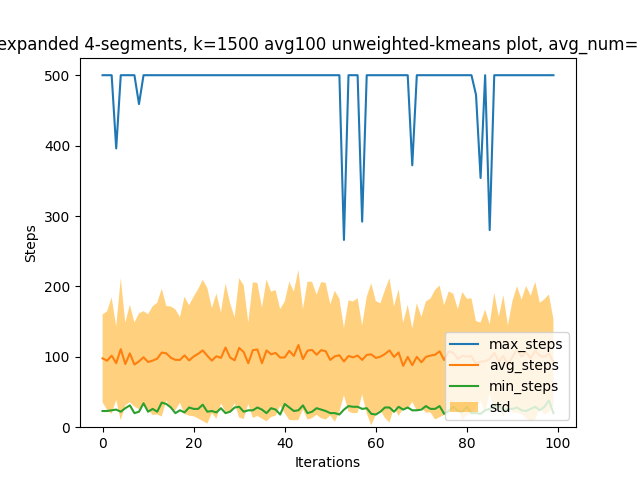 expanded 4-segments, k=1500 avg100 unweighted-kmeans plot, avg_num=
500
400
300
200
100
0
Steps
0 20 40 60 80 100
Iterations
max_steps
avg_steps
min_steps
std